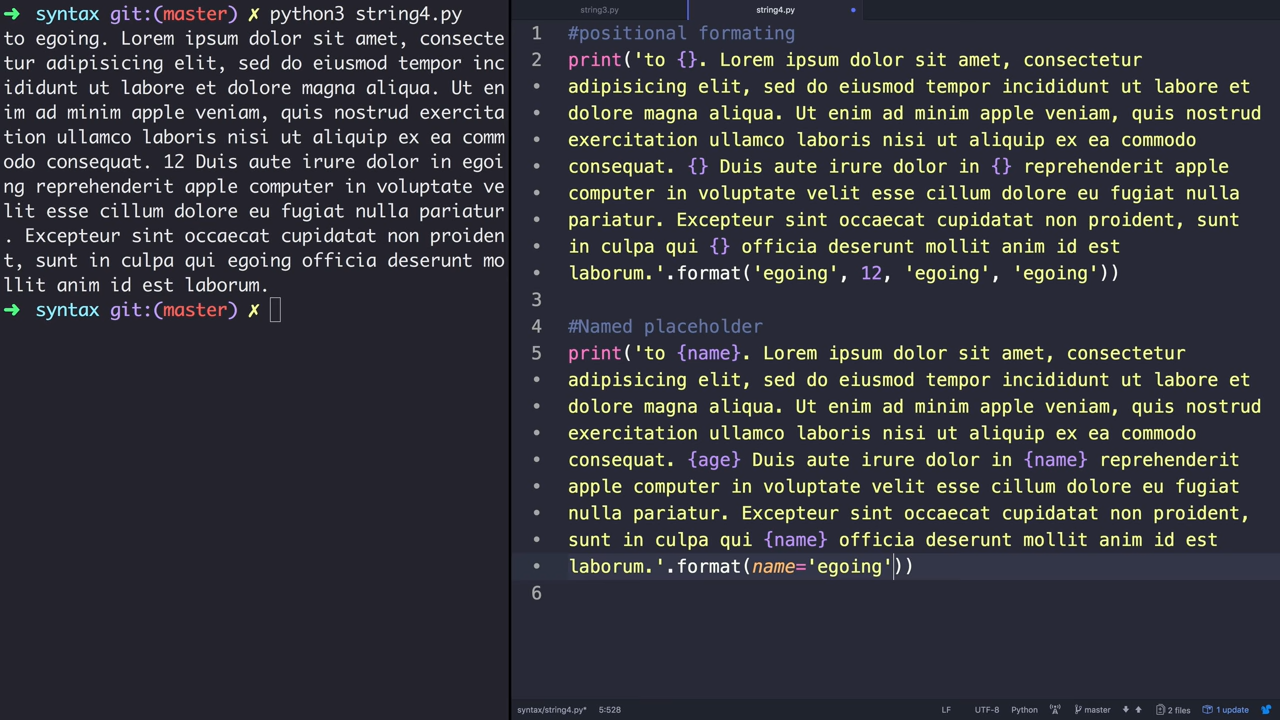 ➜ syntax git:(master) ✗ python3 string4.py
to egoing. Lorem ipsum dolor sit amet, consecte
tur adipisicing elit, sed do eiusmod tempor inc
ididunt ut labore et dolore magna aliqua. Ut en
im ad minim apple veniam, quis nostrud exercita
tion ullamco laboris nisi ut aliquip ex ea comm
odo consequat. 12 Duis aute irure dolor in egoi
ng reprehenderit apple computer in voluptate ve
lit esse cillum dolore eu fugiat nulla pariatur
. Excepteur sint occaecat cupidatat non proiden
t, sunt in culpa qui egoing officia deserunt mo
llit anim id est laborum.
➜ syntax git:(master) ✗
string3.py
string4.py
1 #positional formating
2 print('to {}. Lorem ipsum dolor sit amet, consectetur
• adipisicing elit, sed do eiusmod tempor incididunt ut labore et
• dolore magna aliqua. Ut enim ad minim apple veniam, quis nostrud
• exercitation ullamco laboris nisi ut aliquip ex ea commodo
• consequat. {} Duis aute irure dolor in {} reprehenderit apple
• computer in voluptate velit esse cillum dolore eu fugiat nulla
• pariatur. Excepteur sint occaecat cupidatat non proident, sunt
• in culpa qui {} officia deserunt mollit anim id est
• laborum.'.format('egoing', 12, 'egoing', 'egoing'))
3
4 #Named placeholder
5 print('to {name}. Lorem ipsum dolor sit amet, consectetur
• adipisicing elit, sed do eiusmod tempor incididunt ut labore et
• dolore magna aliqua. Ut enim ad minim apple veniam, quis nostrud
• exercitation ullamco laboris nisi ut aliquip ex ea commodo
• consequat. {age} Duis aute irure dolor in {name} reprehenderit
• apple computer in voluptate velit esse cillum dolore eu fugiat
• nulla pariatur. Excepteur sint occaecat cupidatat non proident,
• sunt in culpa qui {name} officia deserunt mollit anim id est
• laborum.'.format(name='egoing'))
6
syntax/string4.py* 5:528 LF UTF-8 Python master 2 files 1 update